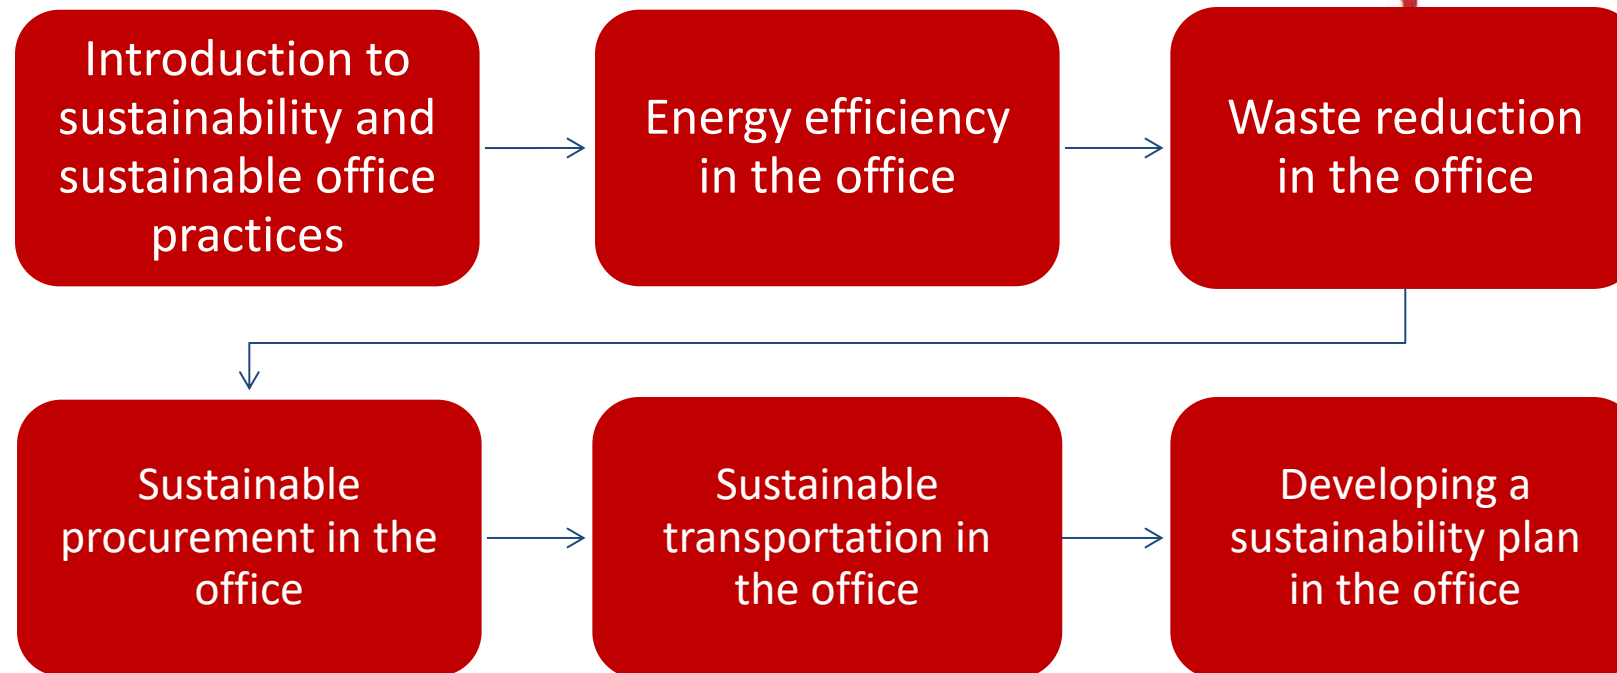 Introduction to
sustainability and
sustainable office
practices
Energy efficiency
in the office
Waste reduction
in the office
Sustainable
procurement in the
office
Sustainable
transportation in
the office
Developing a
sustainability plan
in the office